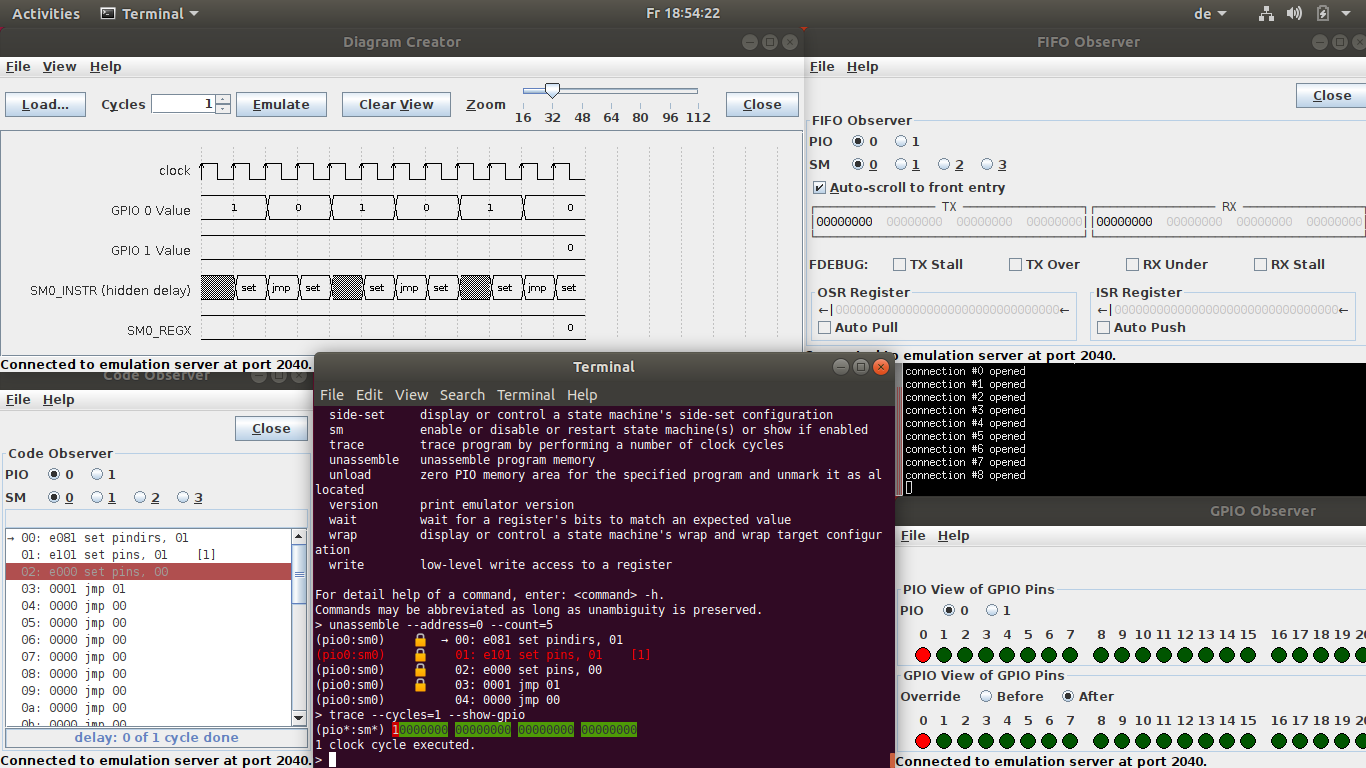 Activities Terminal Fr 18:54:22 de
Diagram Creator
File View Help
Load... Cycles 1 Emulate Clear View Zoom Close
16 32 48 64 80 96 112
clock
GPIO 0 Value 1 0 1 0 1 0
GPIO 1 Value 0
SM0_INSTR (hidden delay) set jmp set set jmp set set jmp set
SM0_REGX 0
Connected to emulation server at port 2040.
FIFO Observer
File Help
Close
FIFO Observer
PIO 0 1
SM 0 1 2 3
Auto-scroll to front entry
TX RX
00000000 00000000 00000000 00000000 00000000 00000000 00000000 00000000
FDEBUG: TX Stall TX Over RX Under RX Stall
OSR Register ISR Register
←|00000000000000000000000000000000← ←|00000000000000000000000000000000←
Auto Pull Auto Push
Connected to emulation server at port 2040.
Code Observer
File Help
Close
Code Observer
PIO 0 1
SM 0 1 2 3
→ 00: e081 set pindirs, 01
01: e101 set pins, 01 [1]
02: e000 set pins, 00
03: 0001 jmp 01
04: 0000 jmp 00
05: 0000 jmp 00
06: 0000 jmp 00
07: 0000 jmp 00
08: 0000 jmp 00
09: 0000 jmp 00
0a: 0000 jmp 00
0b: 0000 jmp 00
delay: 0 of 1 cycle done
Connected to emulation server at port 2040.
Terminal
File Edit View Search Terminal Help
side-set display or control a state machine's side-set configuration
sm enable or disable or restart state machine(s) or show if enabled
trace trace program by performing a number of clock cycles
unassemble unassemble program memory
unload zero PIO memory area for the specified program and unmark it as al
located
version print emulator version
wait wait for a register's bits to match an expected value
wrap display or control a state machine's wrap and wrap target configur
ation
write low-level write access to a register
For detail help of a command, enter: <command> -h.
Commands may be abbreviated as long as unambiguity is preserved.
> unassemble --address=0 --count=5
(pio0:sm0) → 00: e081 set pindirs, 01
(pio0:sm0) 01: e101 set pins, 01 [1]
(pio0:sm0) 02: e000 set pins, 00
(pio0:sm0) 03: 0001 jmp 01
(pio0:sm0) 04: 0000 jmp 00
> trace --cycles=1 --show-gpio
(pio*:sm*) 10000000 00000000 00000000 00000000
1 clock cycle executed.
>
connection #0 opened
connection #1 opened
connection #2 opened
connection #3 opened
connection #4 opened
connection #5 opened
connection #6 opened
connection #7 opened
connection #8 opened
GPIO Observer
File Help
PIO View of GPIO Pins
PIO 0 1
0 1 2 3 4 5 6 7 8 9 10 11 12 13 14 15 16 17 18 19 20
GPIO View of GPIO Pins
Override Before After
0 1 2 3 4 5 6 7 8 9 10 11 12 13 14 15 16 17 18 19 20
Connected to emulation server at port 2040.